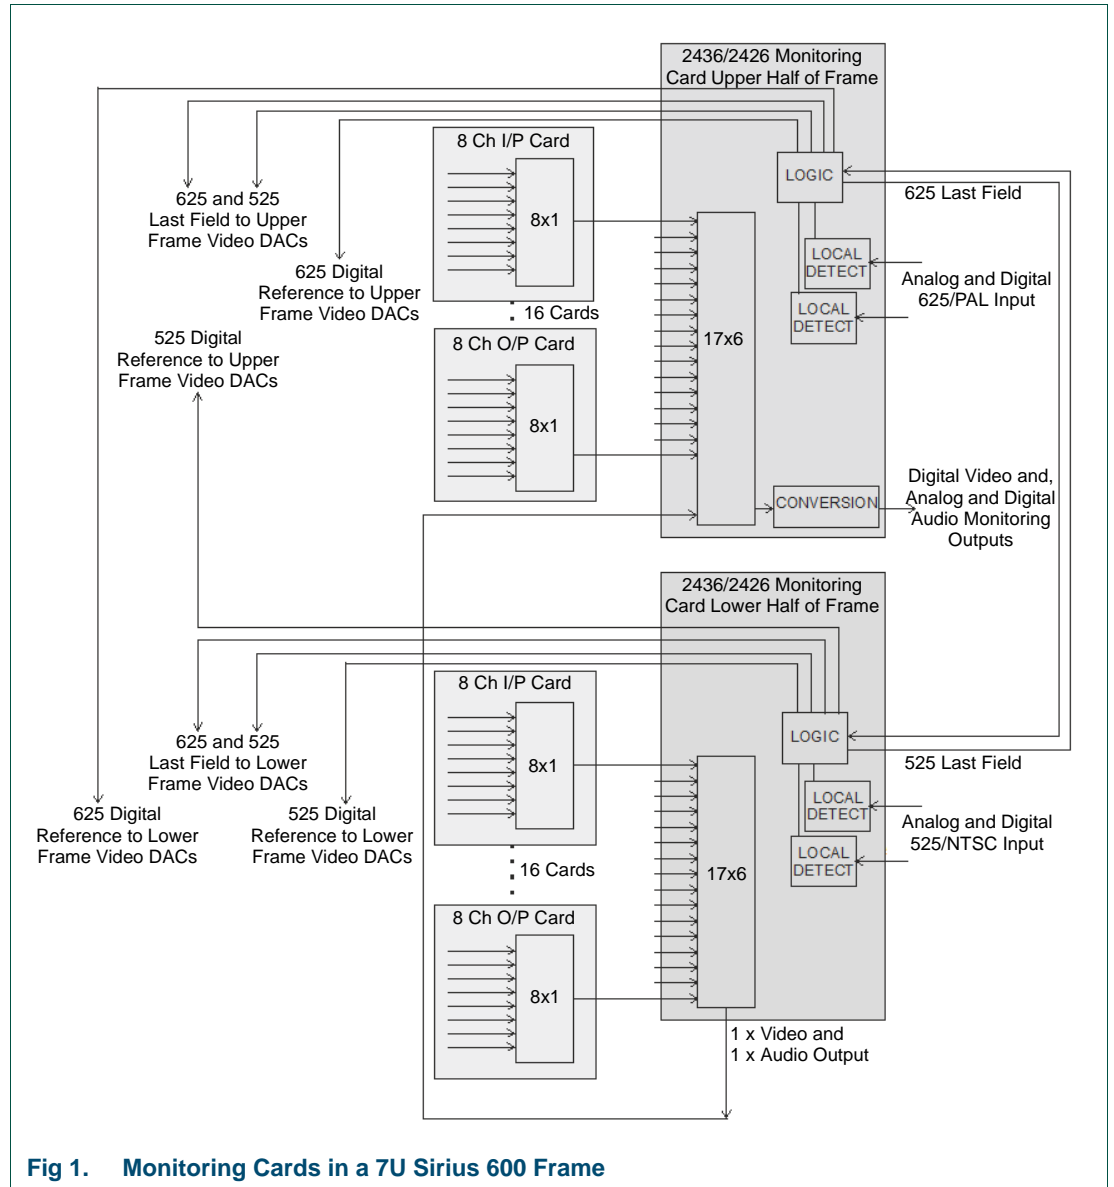 2436/2426 Monitoring
Card Upper Half of Frame
8 Ch I/P Card
8x1
LOGIC
625 Last Field
625 and 525
Last Field to Upper
Frame Video DACs
625 Digital
Reference to Upper
Frame Video DACs
LOCAL
DETECT
Analog and Digital
625/PAL Input
LOCAL
DETECT
16 Cards
525 Digital
Reference to Upper
Frame Video DACs
8 Ch O/P Card
17x6
8x1
CONVERSION
Digital Video and,
Analog and Digital
Audio Monitoring
Outputs
2436/2426 Monitoring
Card Lower Half of Frame
8 Ch I/P Card
8x1
LOGIC
525 Last Field
625 and 525
Last Field to Lower
Frame Video DACs
625 Digital
Reference to Lower
Frame Video DACs
525 Digital
Reference to Lower
Frame Video DACs
LOCAL
DETECT
Analog and Digital
525/NTSC Input
LOCAL
DETECT
16 Cards
17x6
8 Ch O/P Card
8x1
1 x Video and
1 x Audio Output
Fig 1. Monitoring Cards in a 7U Sirius 600 Frame